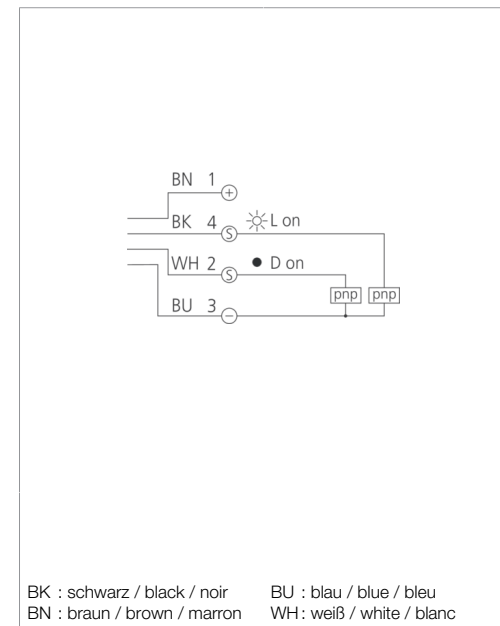 BN 1 +
BK 4 S L on
WH 2 S D on
pnp pnp
BU 3 −
BK : schwarz / black / noir BU : blau / blue / bleu
BN : braun / brown / marron WH : weiß / white / blanc